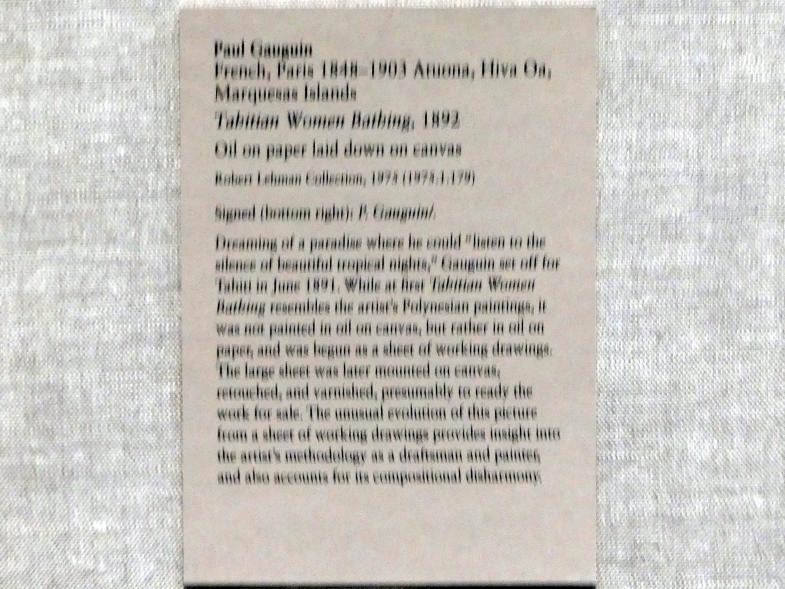 Paul Gauguin
French, Paris 1848–1903 Atuona, Hiva Oa,
Marquesas Islands
Tahitian Women Bathing, 1892
Oil on paper laid down on canvas
Robert Lehman Collection, 1975 (1975.1.179)
Signed (bottom right): P. Gauguin/.
Dreaming of a paradise where he could "listen to the
silence of beautiful tropical nights," Gauguin set off for
Tahiti in June 1891. While at first Tahitian Women
Bathing resembles the artist's Polynesian paintings, it
was not painted in oil on canvas, but rather in oil on
paper, and was begun as a sheet of working drawings.
The large sheet was later mounted on canvas,
retouched, and varnished, presumably to ready the
work for sale. The unusual evolution of this picture
from a sheet of working drawings provides insight into
the artist's methodology as a draftsman and painter,
and also accounts for its compositional disharmony.